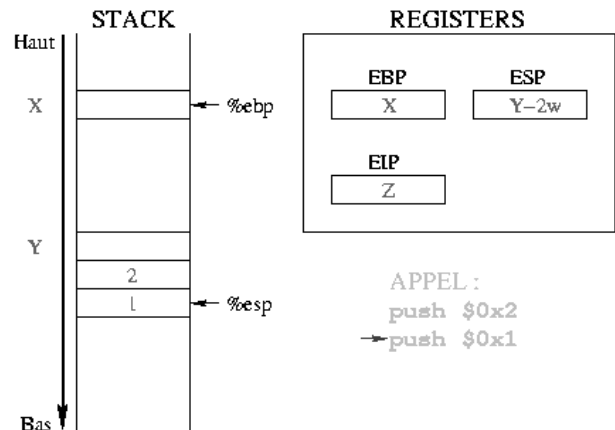 STACK
REGISTERS
Haut
EBP
ESP
X
%ebp
X
Y-2w
EIP
Z
Y
2
APPEL :
1
%esp
push $0x2
push $0x1
Bas